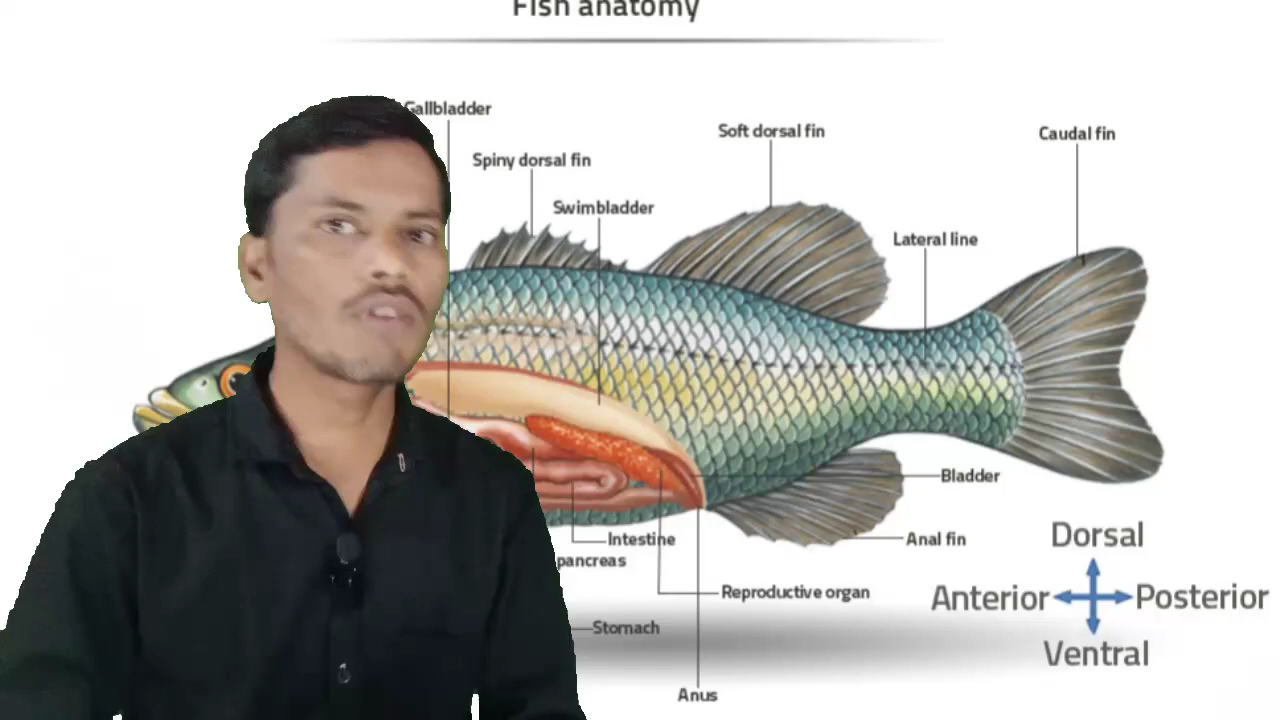 Fish anatomy
Gallbladder
Soft dorsal fin
Caudal fin
Spiny dorsal fin
Swimbladder
Lateral line
Bladder
Intestine
Anal fin
pancreas
Reproductive organ
Stomach
Anus
Dorsal
Anterior
Posterior
Ventral